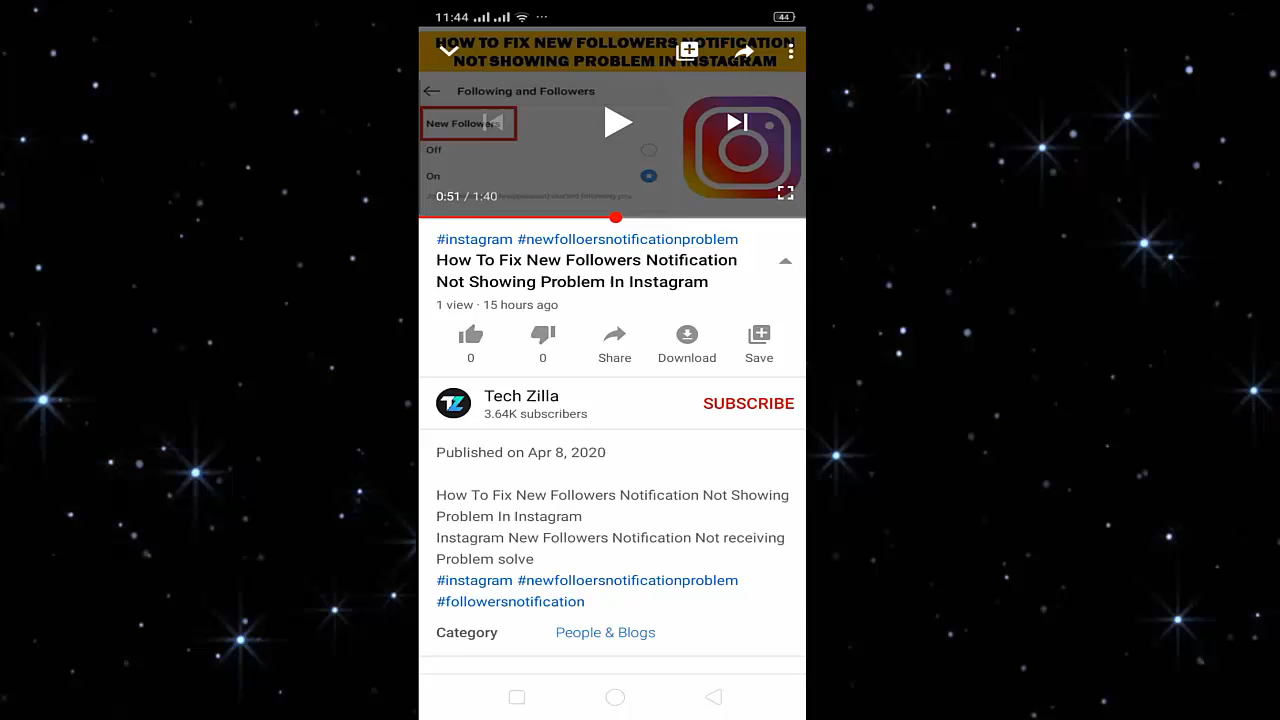 11:44
44
HOW TO FIX NEW FOLLOWERS NOTIFICATION
NOT SHOWING PROBLEM IN INSTAGRAM
Following and Followers
New Followers
Off
On
0:51 / 1:40
#instagram #newfolloersnotificationproblem
How To Fix New Followers Notification
Not Showing Problem In Instagram
1 view · 15 hours ago
0
0
Share
Download
Save
TZ
Tech Zilla
3.64K subscribers
SUBSCRIBE
Published on Apr 8, 2020
How To Fix New Followers Notification Not Showing
Problem In Instagram
Instagram New Followers Notification Not receiving
Problem solve
#instagram #newfolloersnotificationproblem
#followersnotification
Category
People & Blogs